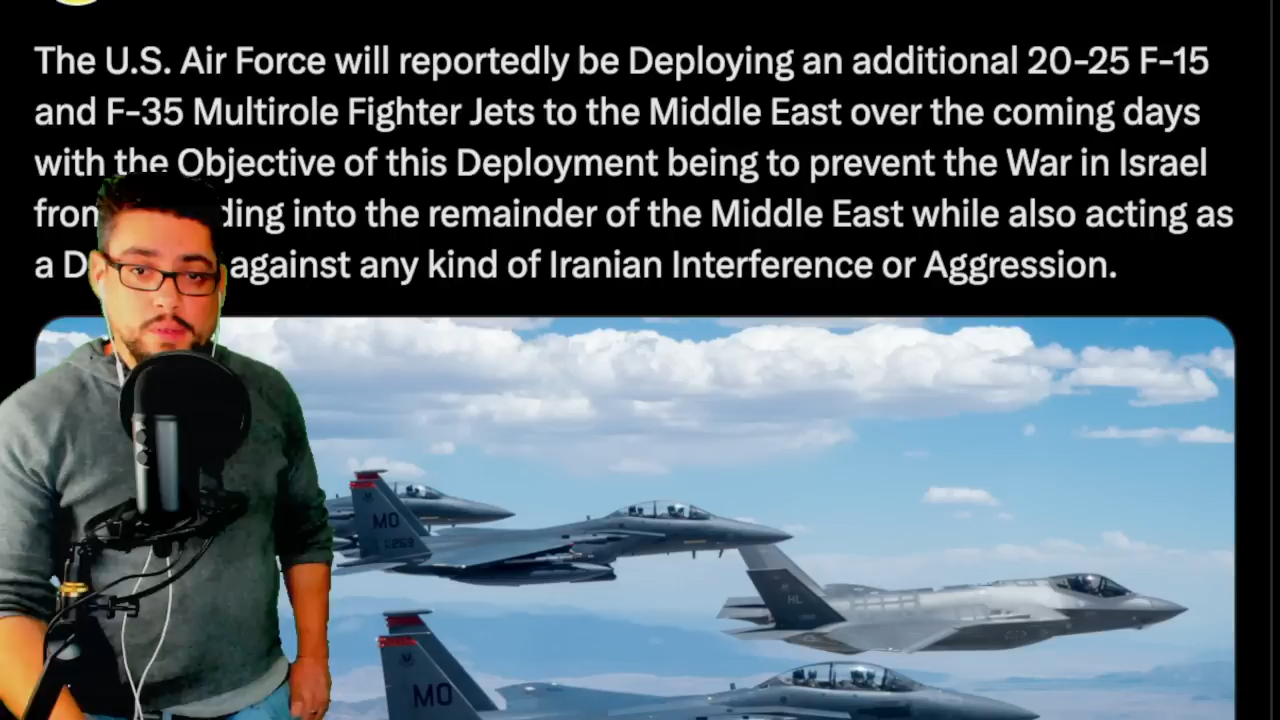 The U.S. Air Force will reportedly be Deploying an additional 20-25 F-15
and F-35 Multirole Fighter Jets to the Middle East over the coming days
with the Objective of this Deployment being to prevent the War in Israel
ding into the remainder of the Middle East while also acting as
a against any kind of Iranian Interference or Aggression.
MO
HL
MO